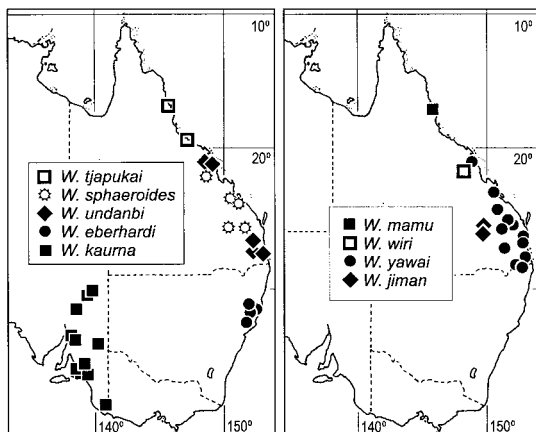 10º
20º
W. tjapukai
W. sphaeroides
W. undanbi
W. eberhardi
W. kaurna
140º 150º
10º
20º
W. mamu
W. wiri
W. yawai
W. jiman
140º 150º